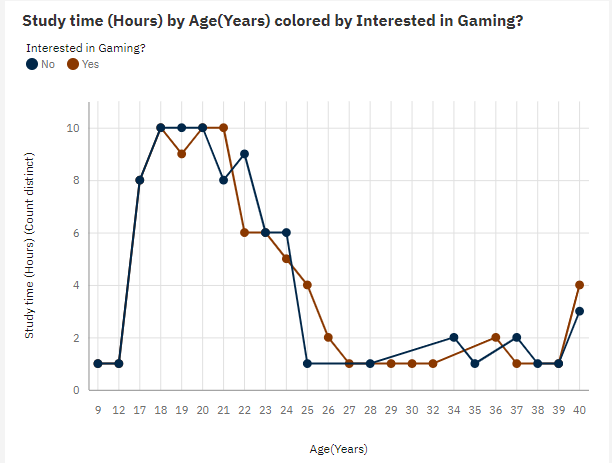 Study time (Hours) by Age(Years) colored by Interested in Gaming?
Interested in Gaming?
No Yes
Study time (Hours) (Count distinct)
10
8
6
4
2
0
9 12 17 18 19 20 21 22 23 24 25 26 27 28 29 30 32 34 35 36 37 38 39 40
Age(Years)